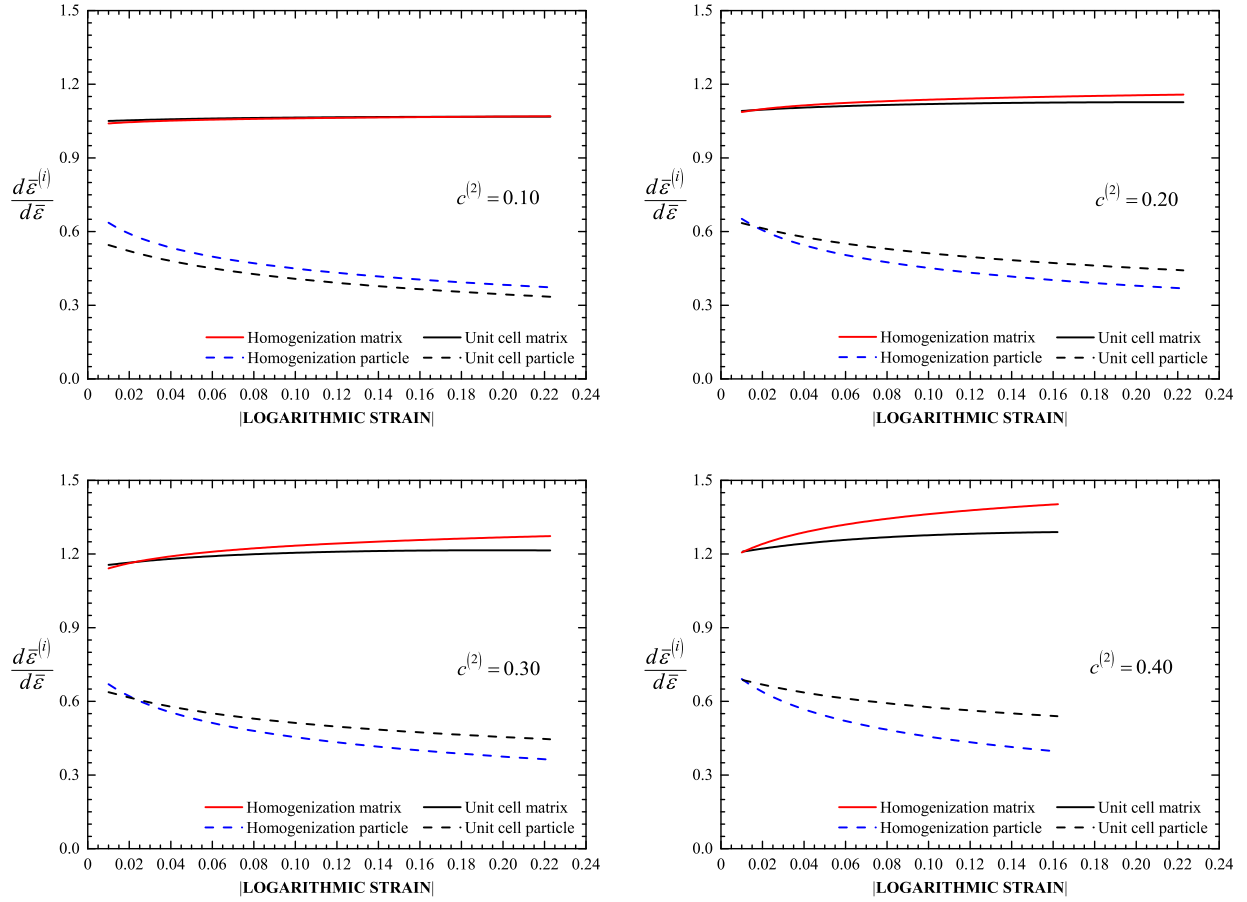 1.5
1.2
0.9
0.6
0.3
0.0
dε̄⁽ⁱ⁾
dε̄
c⁽²⁾ = 0.10
Homogenization matrix Unit cell matrix
Homogenization particle Unit cell particle
0 0.02 0.04 0.06 0.08 0.10 0.12 0.14 0.16 0.18 0.20 0.22 0.24
|LOGARITHMIC STRAIN|
1.5
1.2
0.9
0.6
0.3
0.0
dε̄⁽ⁱ⁾
dε̄
c⁽²⁾ = 0.20
Homogenization matrix Unit cell matrix
Homogenization particle Unit cell particle
0 0.02 0.04 0.06 0.08 0.10 0.12 0.14 0.16 0.18 0.20 0.22 0.24
|LOGARITHMIC STRAIN|
1.5
1.2
0.9
0.6
0.3
0.0
dε̄⁽ⁱ⁾
dε̄
c⁽²⁾ = 0.30
Homogenization matrix Unit cell matrix
Homogenization particle Unit cell particle
0 0.02 0.04 0.06 0.08 0.10 0.12 0.14 0.16 0.18 0.20 0.22 0.24
|LOGARITHMIC STRAIN|
1.5
1.2
0.9
0.6
0.3
0.0
dε̄⁽ⁱ⁾
dε̄
c⁽²⁾ = 0.40
Homogenization matrix Unit cell matrix
Homogenization particle Unit cell particle
0 0.02 0.04 0.06 0.08 0.10 0.12 0.14 0.16 0.18 0.20 0.22 0.24
|LOGARITHMIC STRAIN|